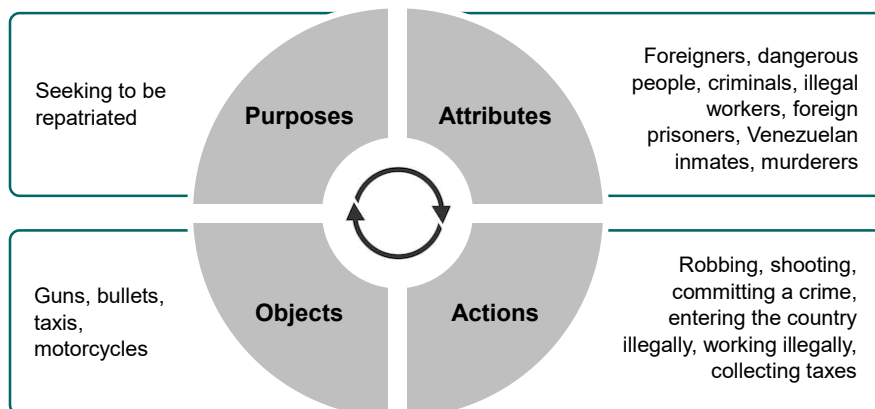 Seeking to be
repatriated
Purposes
Attributes
Foreigners, dangerous
people, criminals, illegal
workers, foreign
prisoners, Venezuelan
inmates, murderers
Guns, bullets,
taxis,
motorcycles
Objects
Actions
Robbing, shooting,
committing a crime,
entering the country
illegally, working illegally,
collecting taxes